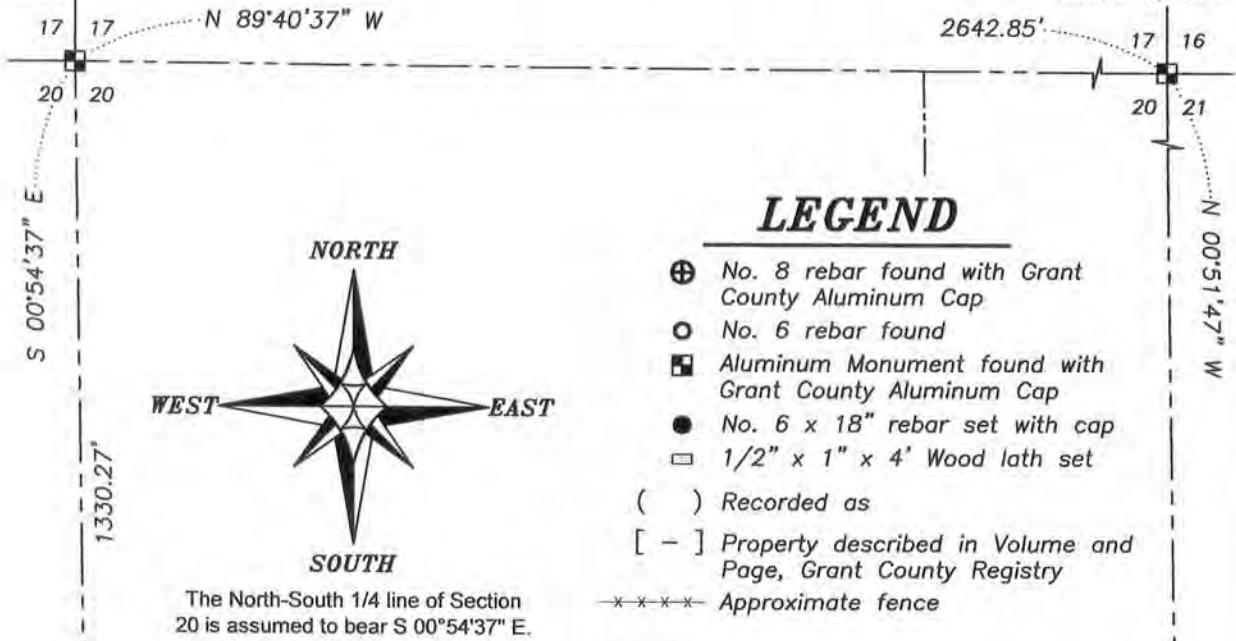 17 17
N 89°40'37" W
2642.85'
17 16
20 20
20 21
S 00°54'37" E
N 00°51'47" W
1330.27'
NORTH
WEST
EAST
SOUTH
The North-South 1/4 line of Section
20 is assumed to bear S 00°54'37" E.
LEGEND
No. 8 rebar found with Grant
County Aluminum Cap
No. 6 rebar found
Aluminum Monument found with
Grant County Aluminum Cap
No. 6 x 18" rebar set with cap
1/2" x 1" x 4' Wood lath set
( ) Recorded as
[ - ] Property described in Volume and
Page, Grant County Registry
x x x x Approximate fence